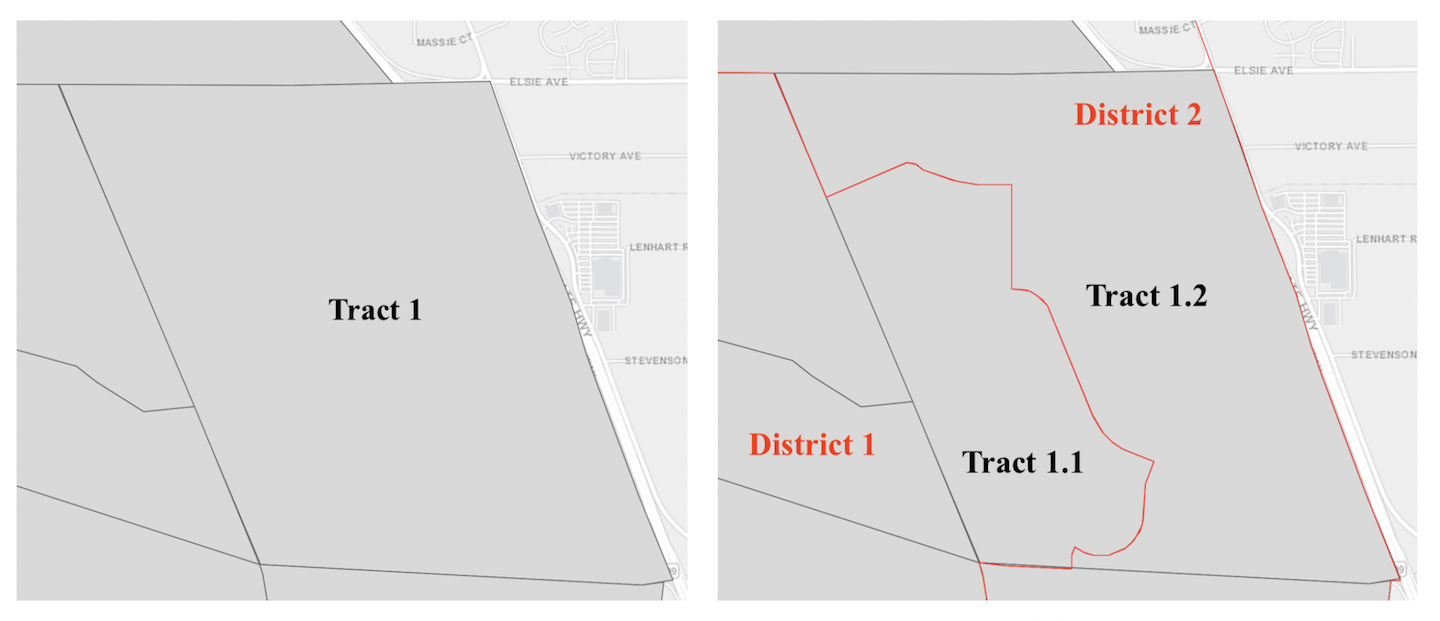 MASSIE CT
ELSIE AVE
VICTORY AVE
LENHART R
Tract 1
HWY
STEVENSON
MASSIE CT
ELSIE AVE
District 2
VICTORY AVE
LENHART R
Tract 1.2
HWY
STEVENSON
District 1
Tract 1.1